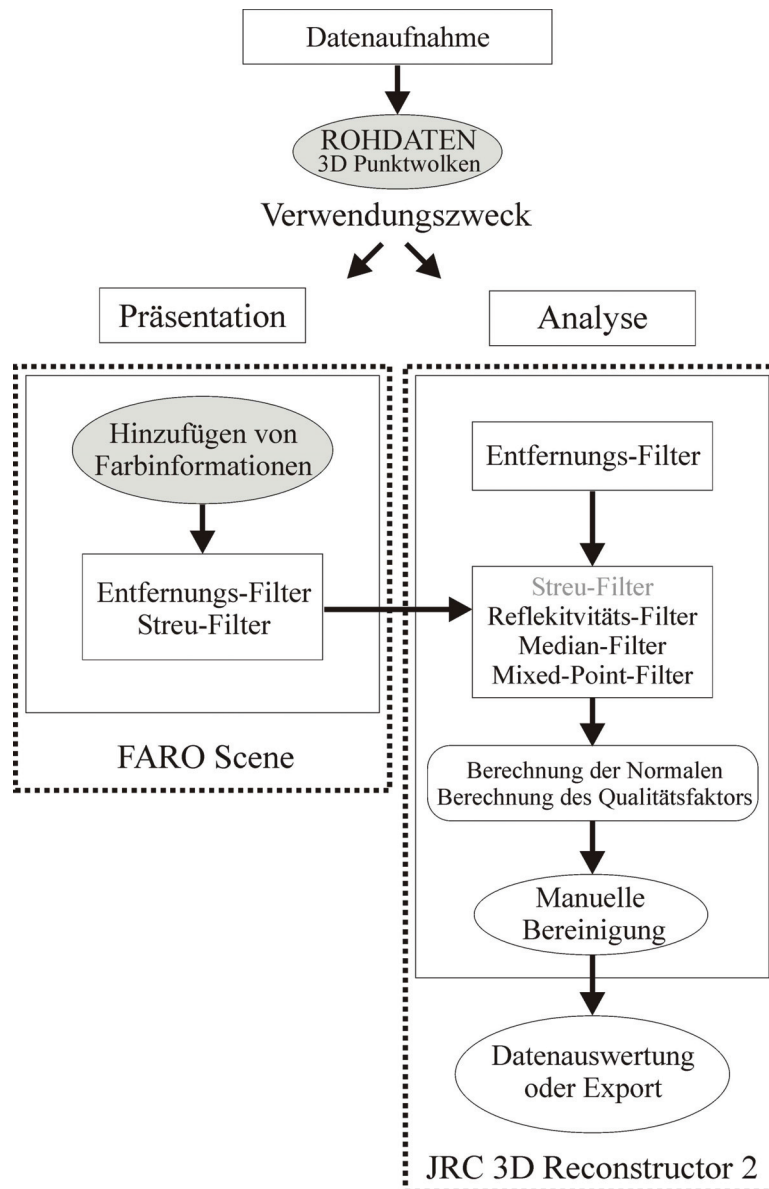 Datenaufnahme
ROHDATEN
3D Punktwolken
Verwendungszweck
Präsentation
Analyse
Hinzufügen von
Farbinformationen
Entfernungs-Filter
Streu-Filter
FARO Scene
Entfernungs-Filter
Streu-Filter
Reflekitvitäts-Filter
Median-Filter
Mixed-Point-Filter
Berechnung der Normalen
Berechnung des Qualitätsfaktors
Manuelle
Bereinigung
Datenauswertung
oder Export
JRC 3D Reconstructor 2